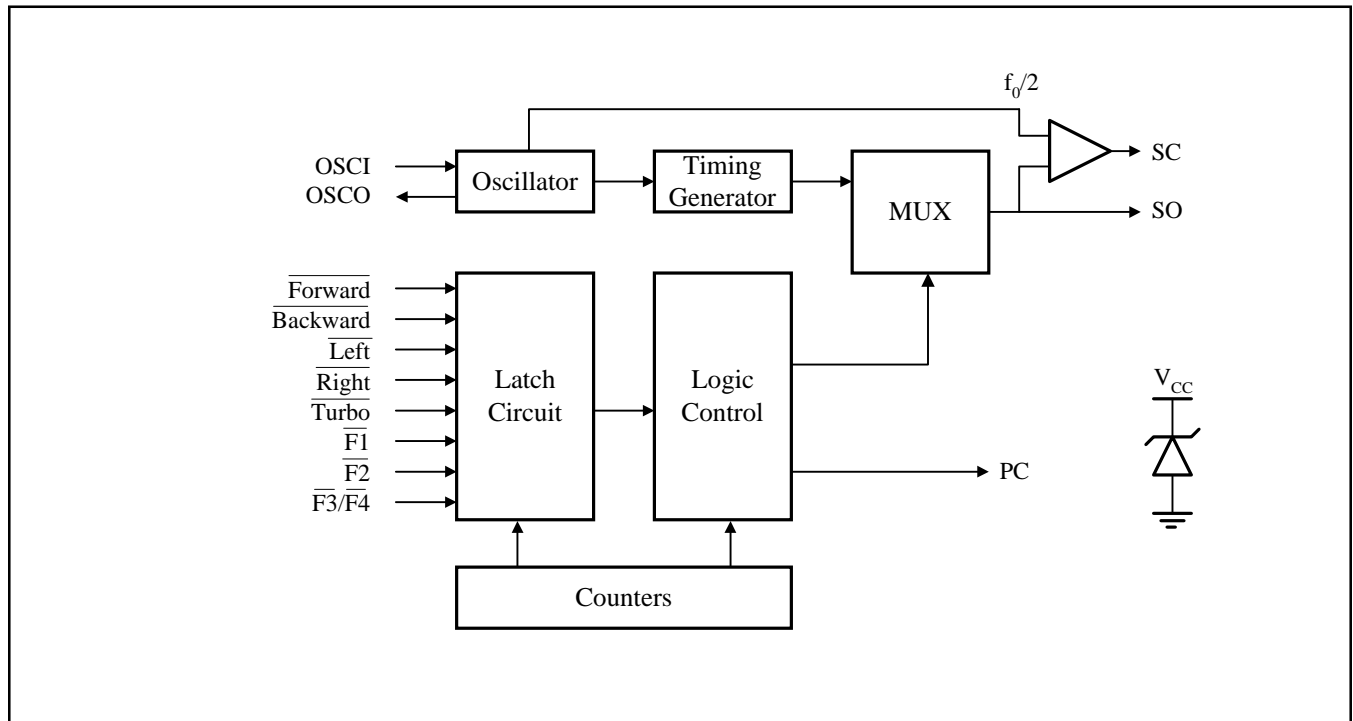 f0/2
OSCI
OSCO
Oscillator
Timing
Generator
MUX
SC
SO
Forward
Backward
Left
Right
Turbo
F1
F2
F3/F4
Latch
Circuit
Logic
Control
PC
VCC
Counters